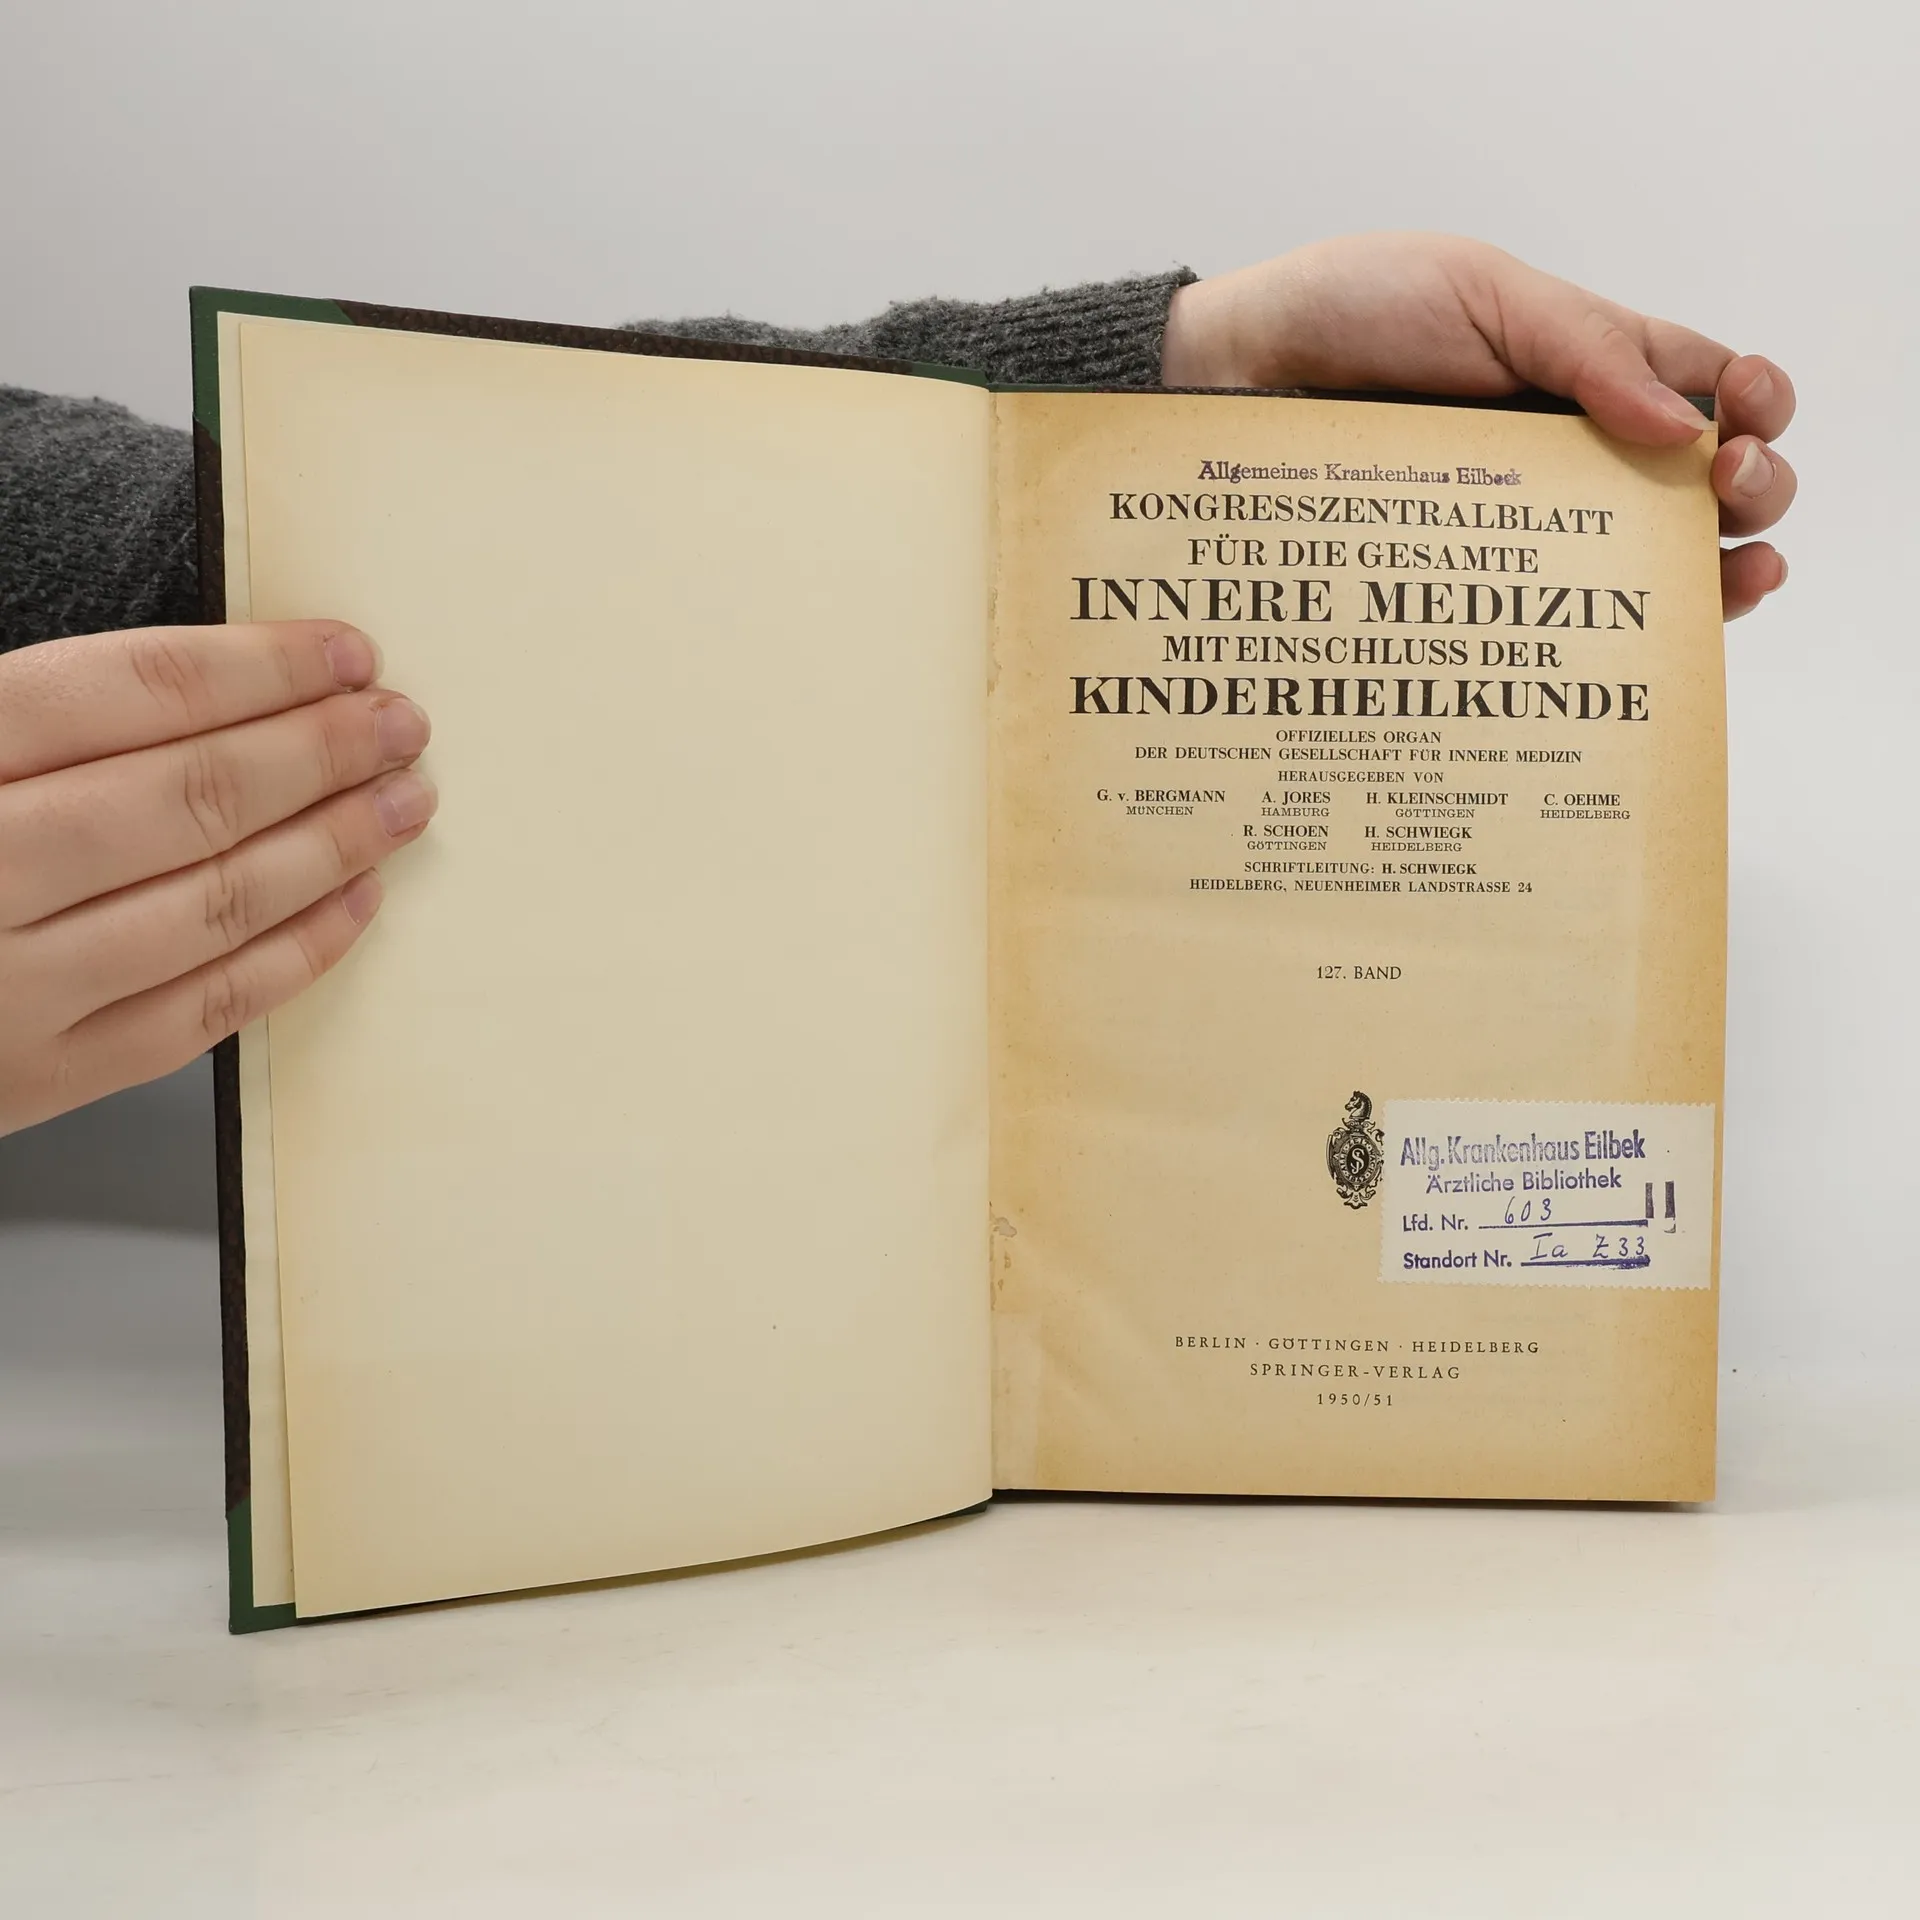 Allgemeines Krankenhaus Eilbeck
KONGRESSZENTRALBLATT
FÜR DIE GESAMTE
INNERE MEDIZIN
MIT EINSCHLUSS DER
KINDERHEILKUNDE
OFFIZIELLES ORGAN
DER DEUTSCHEN GESELLSCHAFT FÜR INNERE MEDIZIN
HERAUSGEGEBEN VON
G. v. BERGMANN A. JORES H. KLEINSCHMIDT C. OEHME
MÜNCHEN HAMBURG GÖTTINGEN HEIDELBERG
R. SCHOEN H. SCHWIEGK
GÖTTINGEN HEIDELBERG
SCHRIFTLEITUNG: H. SCHWIEGK
HEIDELBERG, NEUENHEIMER LANDSTRASSE 24
127. BAND
Allg. Krankenhaus Eilbek
Ärztliche Bibliothek
Lfd. Nr. 603
Standort Nr. Ia Z 33
BERLIN · GÖTTINGEN · HEIDELBERG
SPRINGER-VERLAG
1950/51